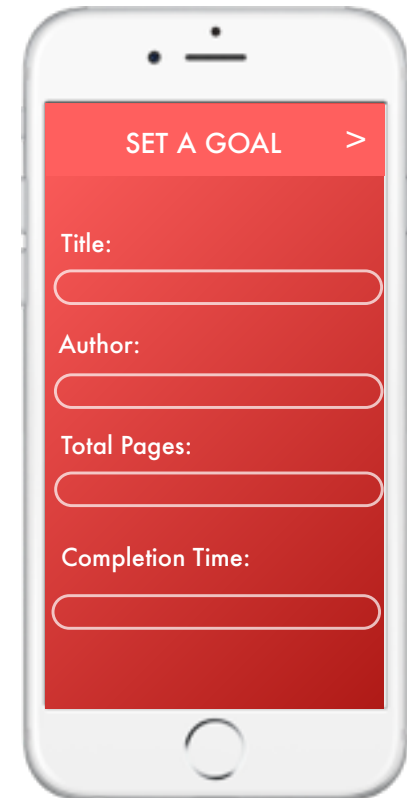 SET A GOAL >
Title:
Author:
Total Pages:
Completion Time: